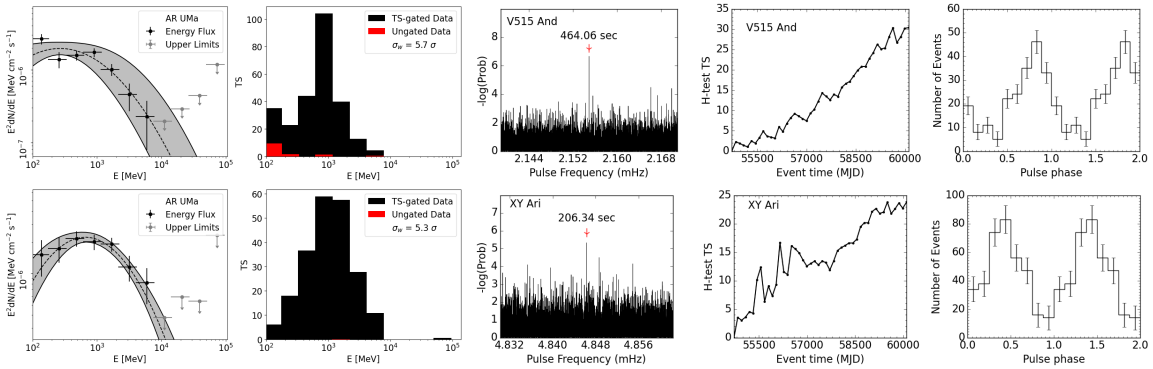 AR UMa
Energy Flux
Upper Limits
E²dN/dE [MeV cm⁻² s⁻¹]
10⁻⁶
10⁻⁷
10² 10³ 10⁴ 10⁵
E [MeV]
TS-gated Data
Ungated Data
σw = 5.7 σ
TS
100
80
60
40
20
0
10² 10³ 10⁴ 10⁵
E [MeV]
V515 And
464.06 sec
-log(Prob)
8
6
4
2
0
2.144 2.152 2.160 2.168
Pulse Frequency (mHz)
V515 And
H-test TS
35
30
25
20
15
10
5
0
55500 57000 58500 60000
Event time (MJD)
Number of Events
60
50
40
30
20
10
0
0.0 0.5 1.0 1.5 2.0
Pulse phase
AR UMa
Energy Flux
Upper Limits
E²dN/dE [MeV cm⁻² s⁻¹]
10⁻⁶
10² 10³ 10⁴ 10⁵
E [MeV]
TS-gated Data
Ungated Data
σw = 5.3 σ
TS
60
50
40
30
20
10
0
10² 10³ 10⁴ 10⁵
E [MeV]
XY Ari
206.34 sec
-log(Prob)
7
6
5
4
3
2
1
0
4.832 4.840 4.848 4.856
Pulse Frequency (mHz)
XY Ari
H-test TS
25
20
15
10
5
0
55500 57000 58500 60000
Event time (MJD)
Number of Events
100
80
60
40
20
0
0.0 0.5 1.0 1.5 2.0
Pulse phase